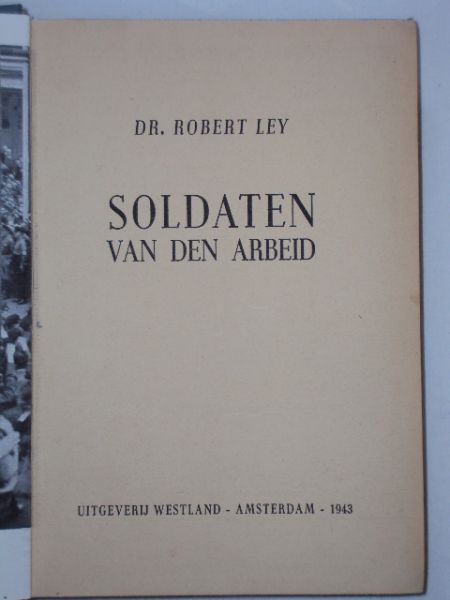 DR. ROBERT LEY
SOLDATEN
VAN DEN ARBEID
UITGEVERIJ WESTLAND - AMSTERDAM - 1943